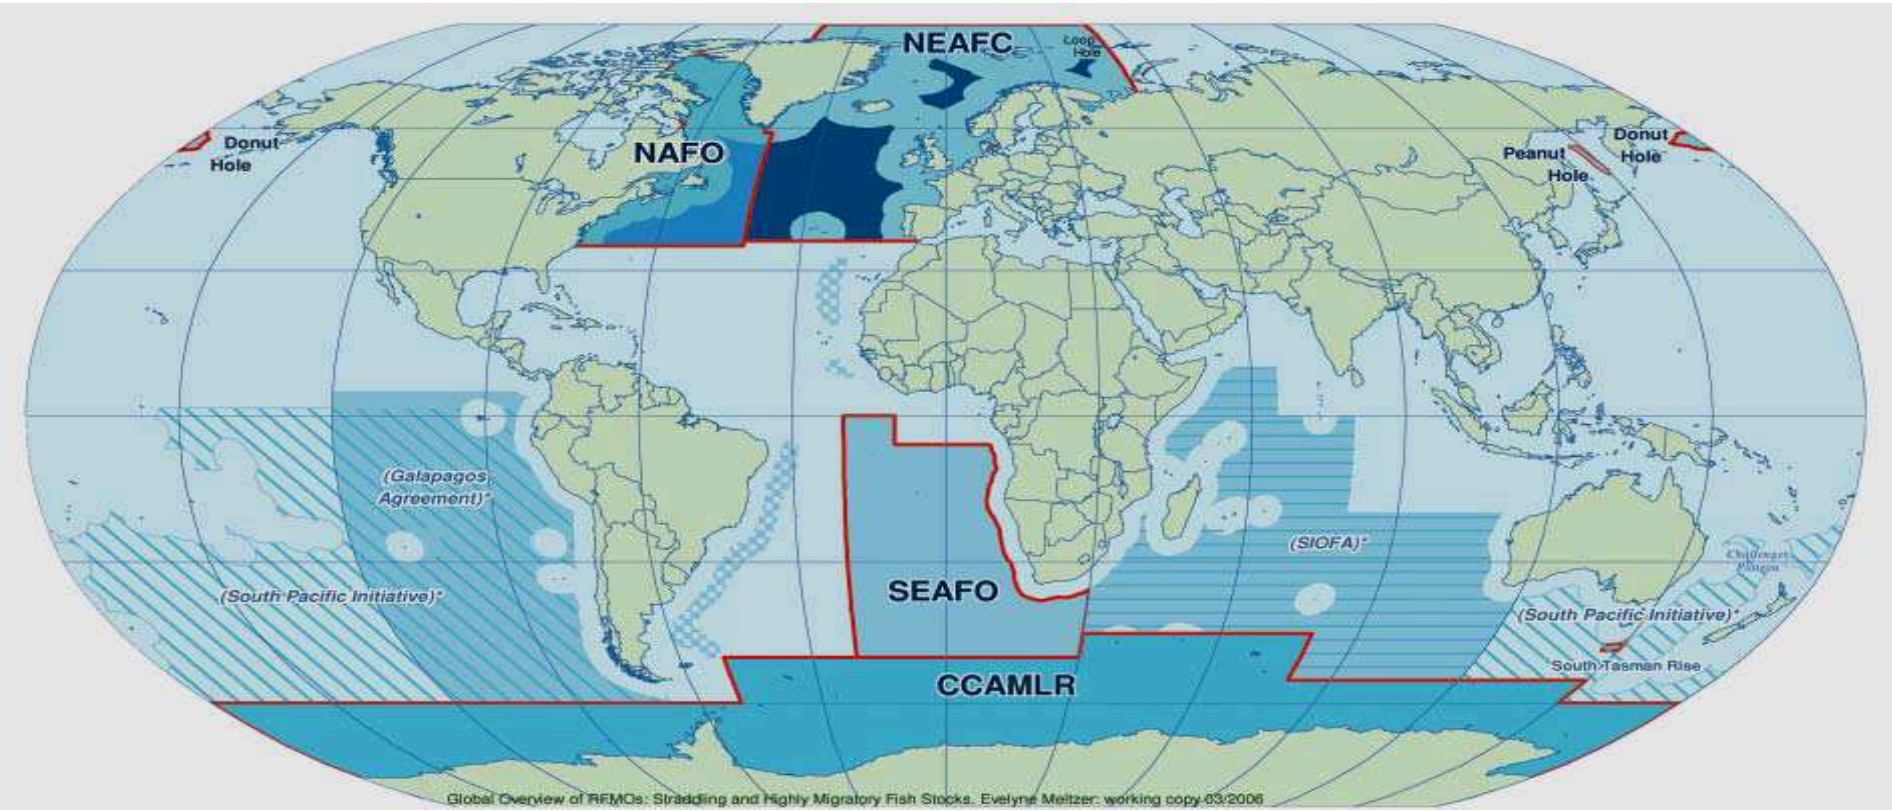 NEAFC
Loop
Hole
NAFO
Donut
Hole
Peanut
Hole
Donut
Hole
(Galapagos
Agreement)*
(South Pacific Initiative)*
SEAFO
(SIOFA)*
Challenger
Plateau
(South Pacific Initiative)*
South Tasman Rise
CCAMLR
Global Overview of RFMOs: Straddling and Highly Migratory Fish Stocks. Evelyne Meltzer: working copy 03/2006